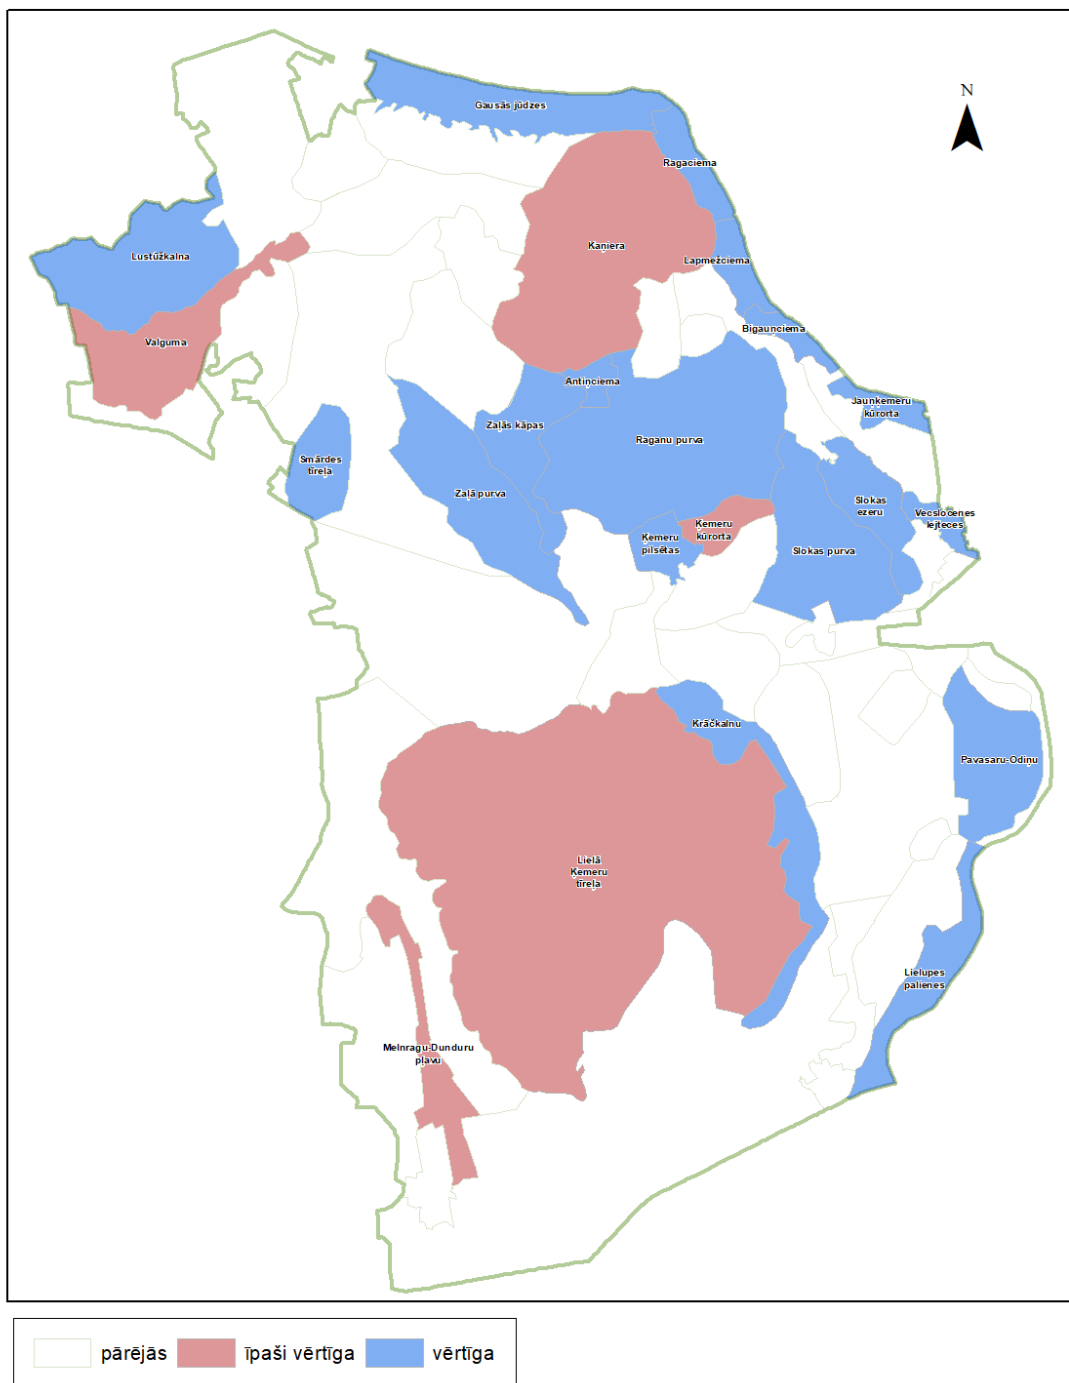 Gausās jūdzes
N
Ragaciema
Kaņiera
Lustūžkalna
Lapmežciema
Bigauņciema
Valguma
Antiņciema
Jaunķemeru
kūrorta
Zaļās kāpas
Raganu purva
Smārdes
tīreļa
Zaļā purva
Slokas
ezeru
Vecslocenes
lejteces
Ķemeru
kūrorta
Ķemeru
pilsētas
Slokas purva
Krāčkalnu
Pavasaru-Odiņu
Lielā
Ķemeru
tīreļa
Lielupes
palienes
Melnragu-Dunduru
pļavu
pārējās
īpaši vērtīga
vērtīga